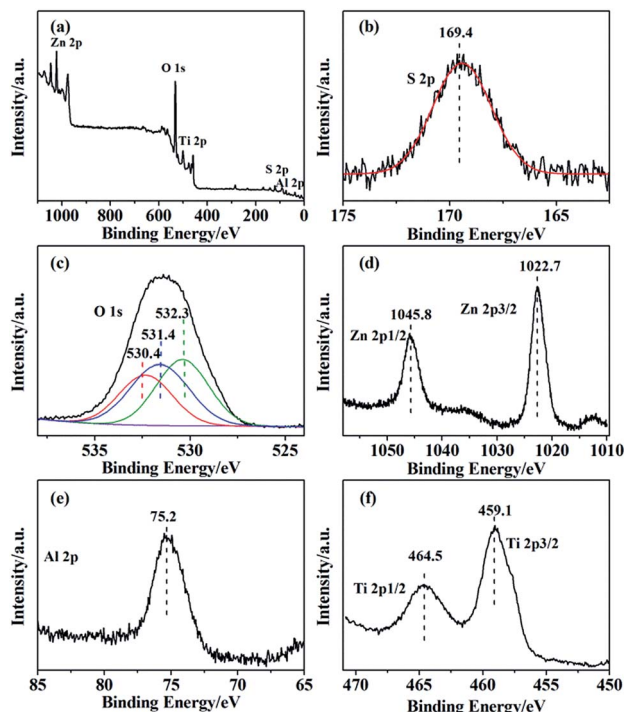 (a)
Zn 2p
O 1s
Ti 2p
S 2p
Al 2p
Intensity/a.u.
1000 800 600 400 200 0
Binding Energy/eV
(b)
169.4
S 2p
Intensity/a.u.
175 170 165
Binding Energy/eV
(c)
O 1s
532.3
531.4
530.4
Intensity/a.u.
535 530 525
Binding Energy/eV
(d)
1022.7
1045.8
Zn 2p3/2
Zn 2p1/2
Intensity/a.u.
1050 1040 1030 1020 1010
Binding Energy/eV
(e)
75.2
Al 2p
Intensity/a.u.
85 80 75 70 65
Binding Energy/eV
(f)
459.1
Ti 2p3/2
464.5
Ti 2p1/2
Intensity/a.u.
470 465 460 455 450
Binding Energy/eV